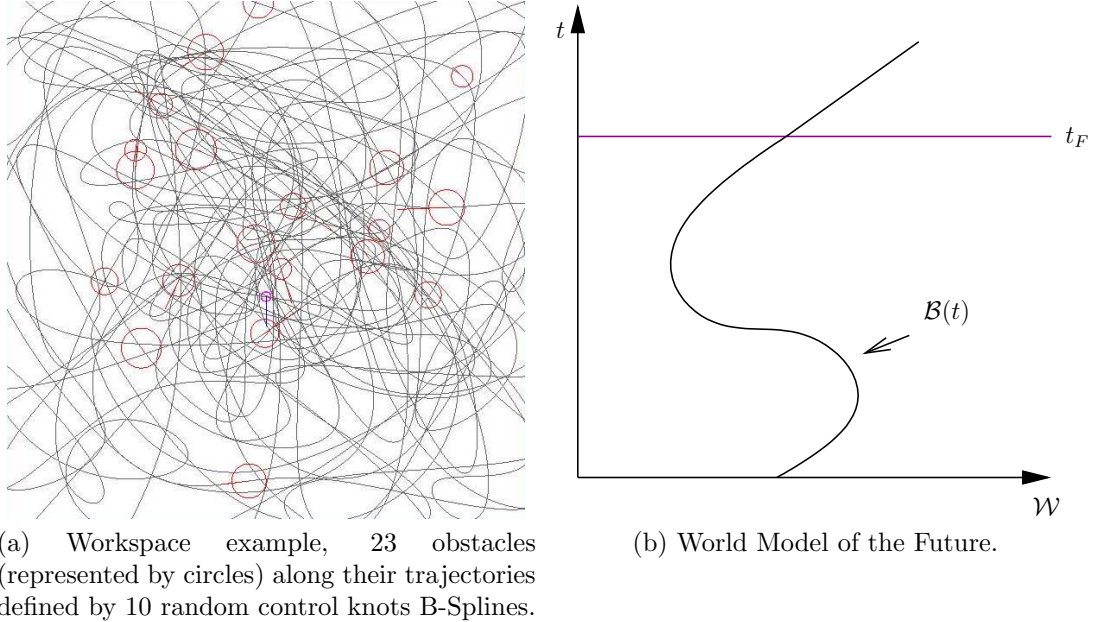 t
t_F
ℬ(t)
𝒲
(a) Workspace example, 23 obstacles
(represented by circles) along their trajectories
defined by 10 random control knots B-Splines.
(b) World Model of the Future.